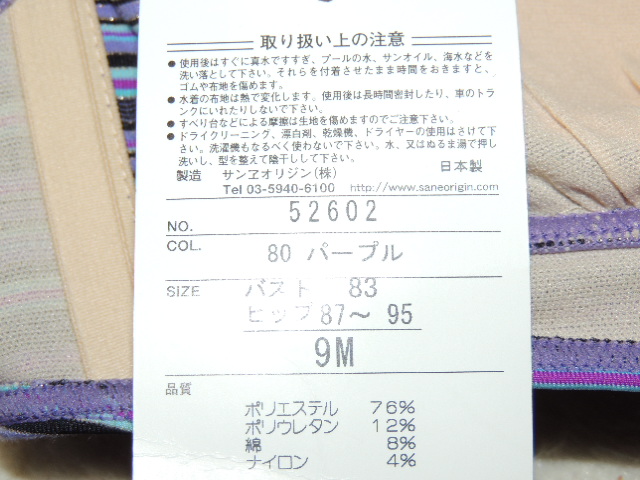 取り扱い上の注意
● 使用後はすぐに真水ですすぎ、プールの水、サンオイル、海水などを
洗い落として下さい。それらを付着させたまま時間をおきますと、
ゴムや布地を傷めます。
● 水着の布地は熱で変化します。使用後は長時間密封したり、車のトラ
ンクにいれたりしないで下さい。
● すべり台などによる摩擦は生地を傷めますのでご注意下さい。
● ドライクリーニング、漂白剤、乾燥機、ドライヤーの使用はさけて下
さい。洗濯機もなるべく使わないで下さい。水、又はぬるま湯で押し
洗いし、型を整えて陰干しして下さい。
製造 サンヱオリジン(株) 日本製
Tel 03-5940-6100 http://www.saneorigin.com/
NO. 52602
COL. 80 パープル
SIZE バスト 83
ヒップ 87～ 95
9M
品質
ポリエステル 76%
ポリウレタン 12%
綿 8%
ナイロン 4%